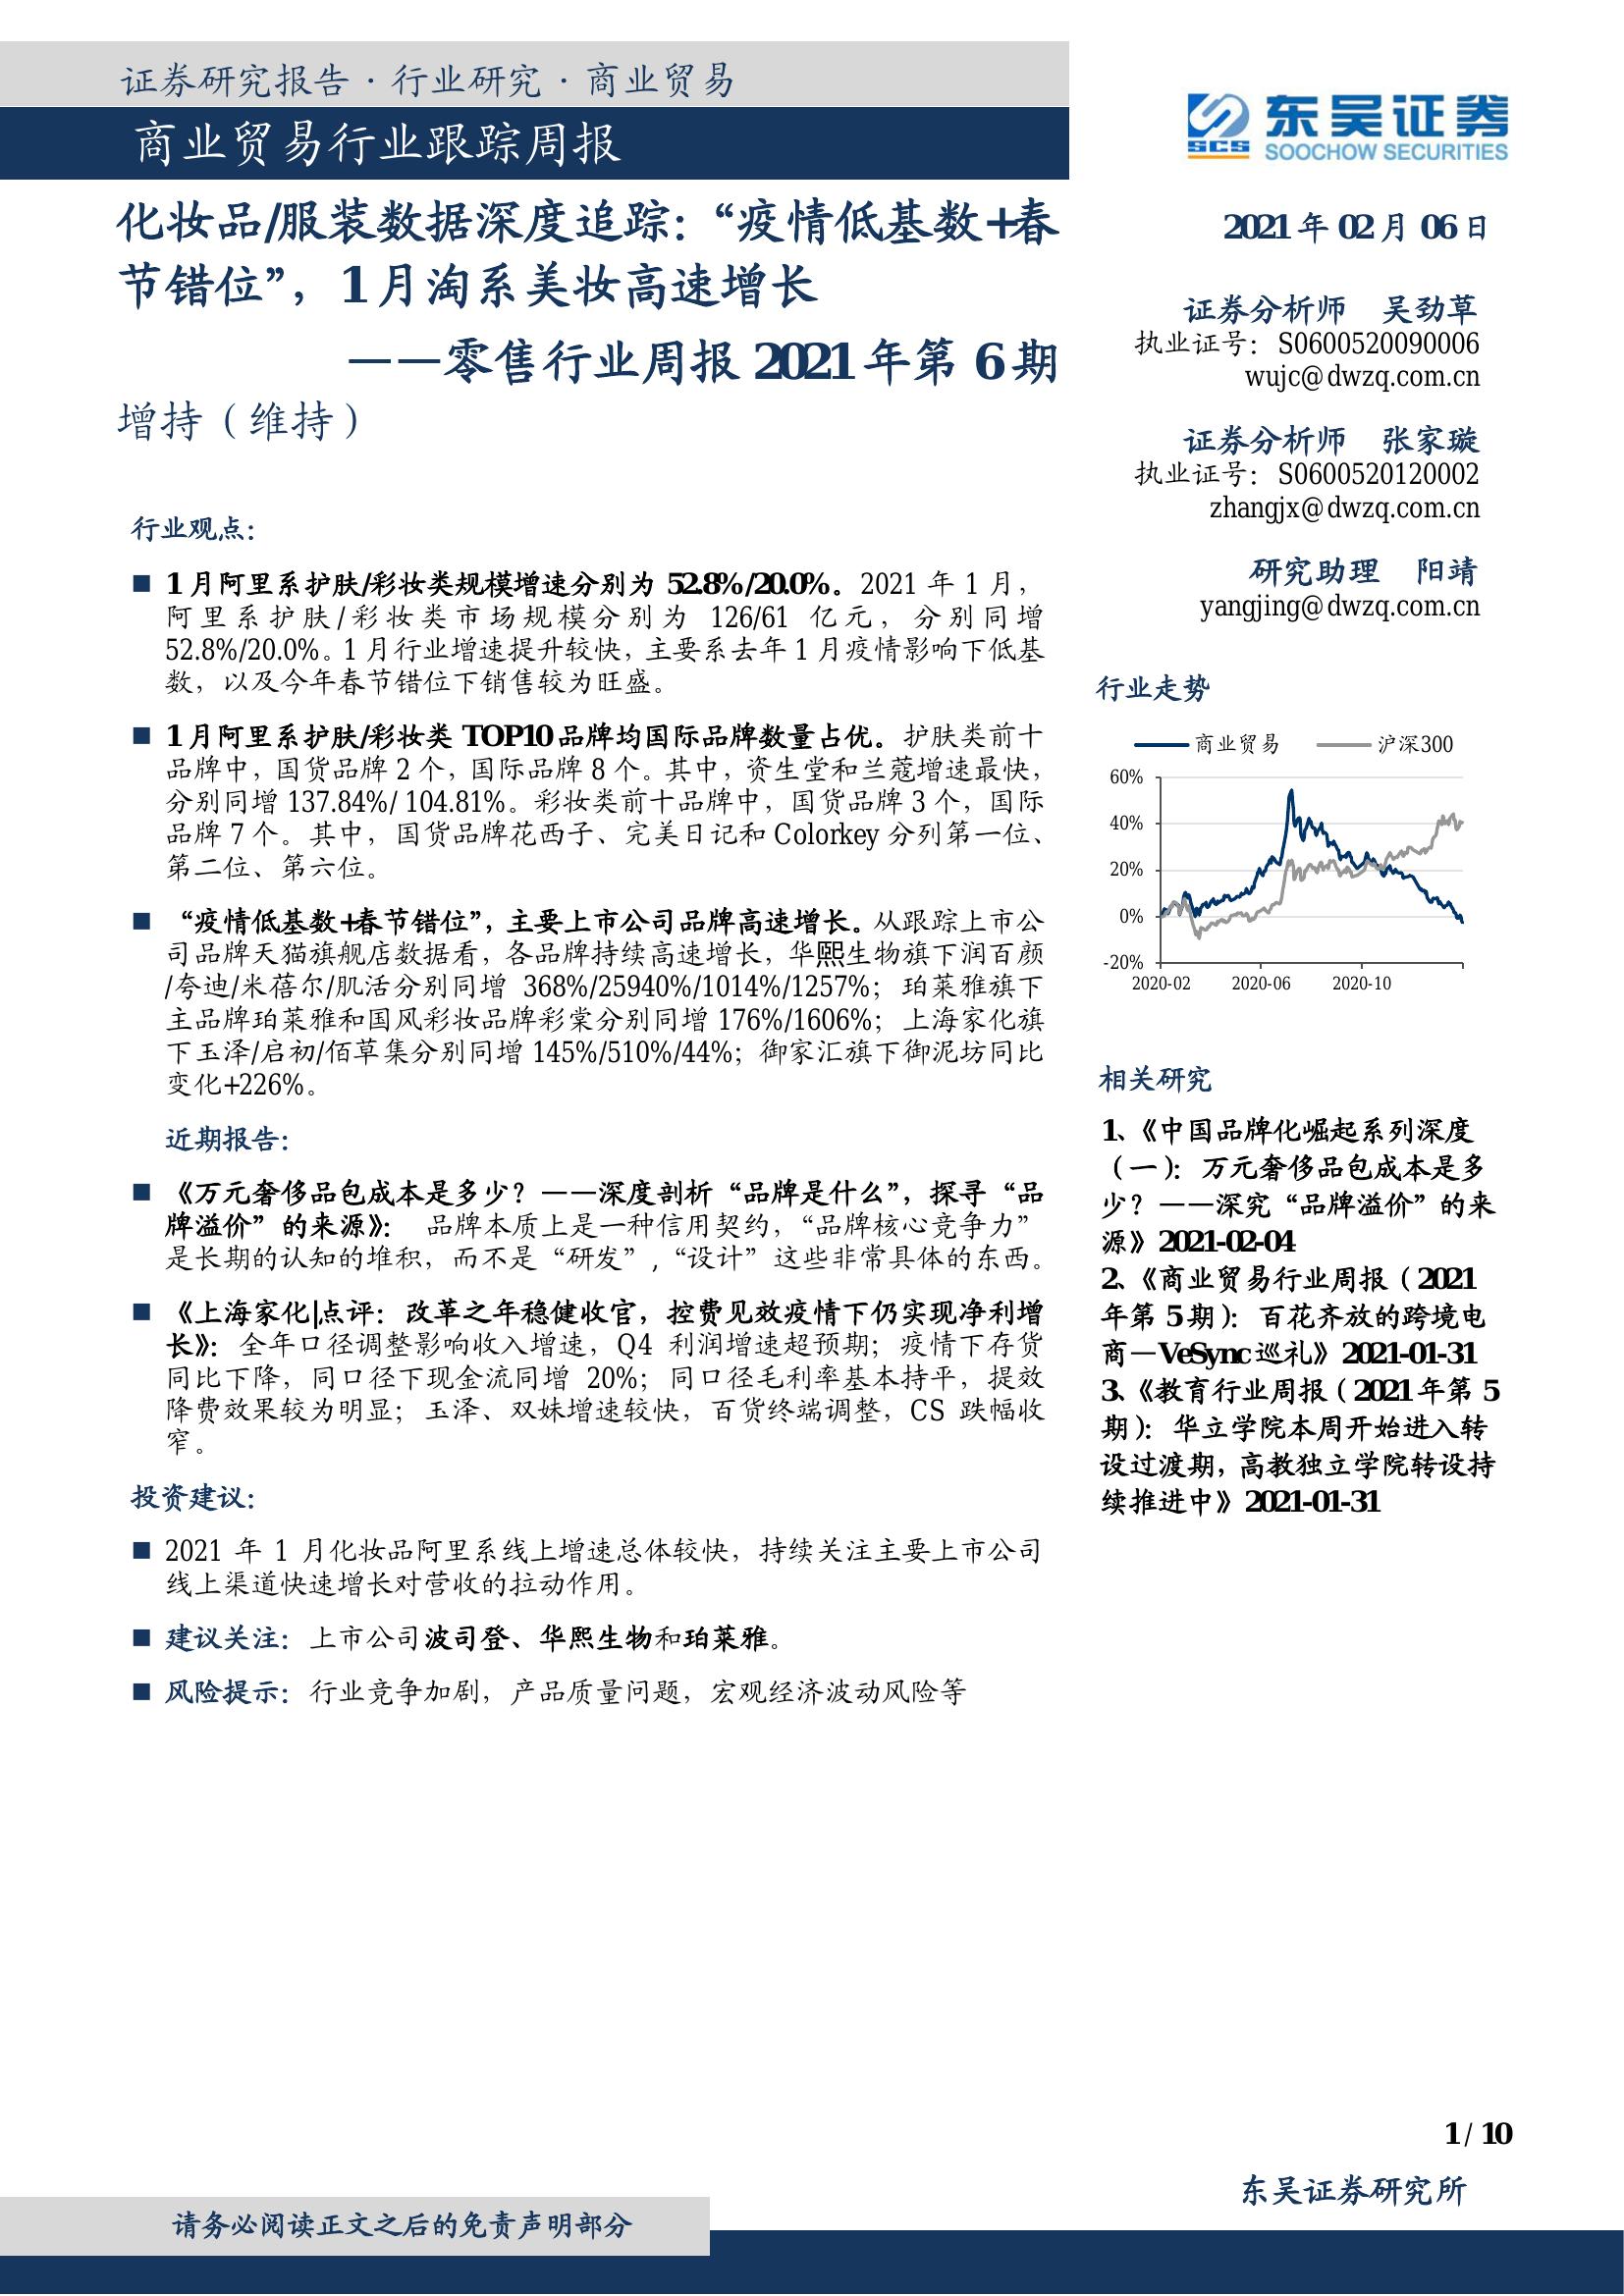 证券研究报告·行业研究·商业贸易
商业贸易行业跟踪周报
SCS 东吴证券
SOOCHOW SECURITIES
化妆品/服装数据深度追踪：“疫情低基数+春
节错位”，1月淘系美妆高速增长
——零售行业周报2021年第6期
增持（维持）
行业观点：
■ 1月阿里系护肤/彩妆类规模增速分别为 52.8%/20.0%。2021 年 1 月，
阿里系护肤/彩妆类市场规模分别为 126/61 亿元，分别同增
52.8%/20.0%。1 月行业增速提升较快，主要系去年 1 月疫情影响下低基
数，以及今年春节错位下销售较为旺盛。
■ 1月阿里系护肤/彩妆类 TOP10 品牌均国际品牌数量占优。护肤类前十
品牌中，国货品牌 2 个，国际品牌 8 个。其中，资生堂和兰蔻增速最快，
分别同增 137.84%/ 104.81%。彩妆类前十品牌中，国货品牌 3 个，国际
品牌 7 个。其中，国货品牌花西子、完美日记和 Colorkey 分列第一位、
第二位、第六位。
■ “疫情低基数+春节错位”，主要上市公司品牌高速增长。从跟踪上市公
司品牌天猫旗舰店数据看，各品牌持续高速增长，华熙生物旗下润百颜
/夸迪/米蓓尔/肌活分别同增 368%/25940%/1014%/1257%；珀莱雅旗下
主品牌珀莱雅和国风彩妆品牌彩棠分别同增 176%/1606%；上海家化旗
下玉泽/启初/佰草集分别同增 145%/510%/44%；御家汇旗下御泥坊同比
变化+226%。
近期报告：
■ 《万元奢侈品包成本是多少？——深度剖析“品牌是什么”，探寻“品
牌溢价”的来源》： 品牌本质上是一种信用契约，“品牌核心竞争力”
是长期的认知的堆积，而不是“研发”，“设计”这些非常具体的东西。
■ 《上海家化|点评：改革之年稳健收官，控费见效疫情下仍实现净利增
长》：全年口径调整影响收入增速，Q4 利润增速超预期；疫情下存货
同比下降，同口径下现金流同增 20%；同口径毛利率基本持平，提效
降费效果较为明显；玉泽、双妹增速较快，百货终端调整，CS 跌幅收
窄。
投资建议：
■ 2021 年 1 月化妆品阿里系线上增速总体较快，持续关注主要上市公司
线上渠道快速增长对营收的拉动作用。
■ 建议关注：上市公司波司登、华熙生物和珀莱雅。
■ 风险提示：行业竞争加剧，产品质量问题，宏观经济波动风险等
2021 年 02 月 06 日
证券分析师 吴劲草
执业证号：S0600520090006
wujc@dwzq.com.cn
证券分析师 张家璇
执业证号：S0600520120002
zhangjx@dwzq.com.cn
研究助理 阳靖
yangjing@dwzq.com.cn
行业走势
商业贸易 沪深300
60%
40%
20%
0%
-20%
2020-02 2020-06 2020-10
相关研究
1、《中国品牌化崛起系列深度
（一）：万元奢侈品包成本是多
少？——深究“品牌溢价”的来
源》2021-02-04
2、《商业贸易行业周报（2021
年第 5 期）：百花齐放的跨境电
商—VeSync 巡礼》2021-01-31
3、《教育行业周报（2021 年第 5
期）：华立学院本周开始进入转
设过渡期，高教独立学院转设持
续推进中》2021-01-31
1 / 10
东吴证券研究所
请务必阅读正文之后的免责声明部分